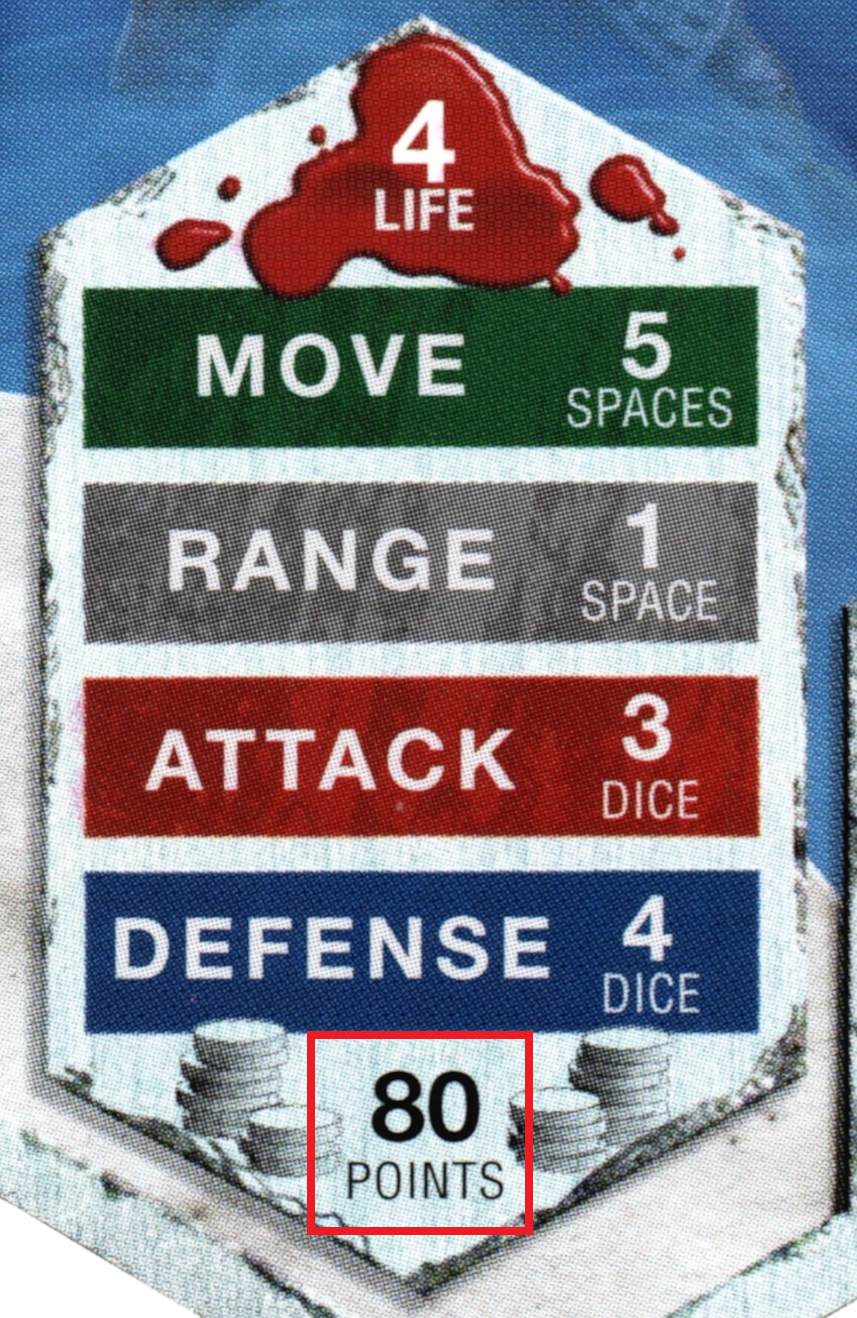 4
LIFE
MOVE 5
SPACES
RANGE 1
SPACE
ATTACK 3
DICE
DEFENSE 4
DICE
80
POINTS